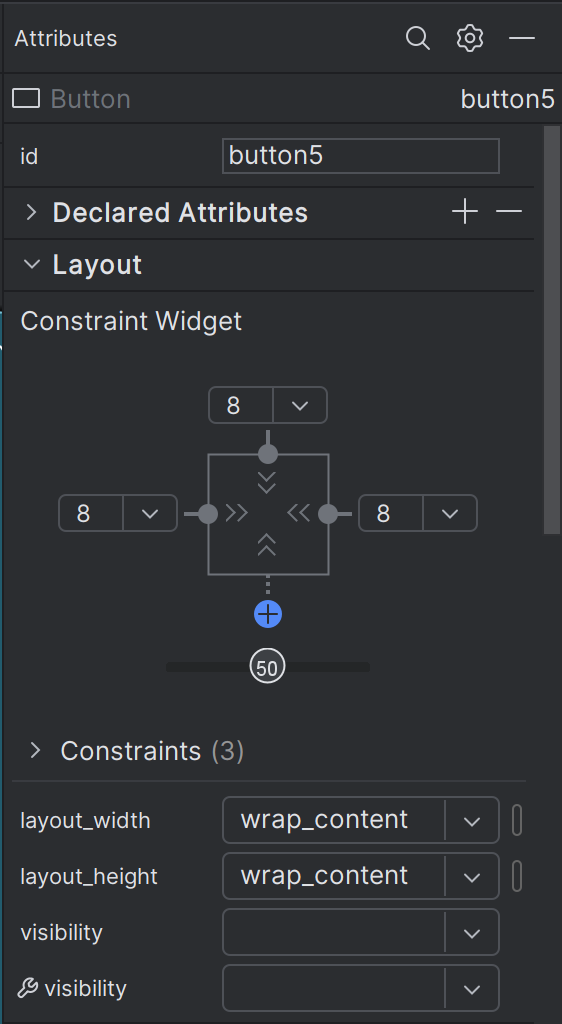 Attributes
Button button5
id button5
Declared Attributes
Layout
Constraint Widget
8
8 8
50
Constraints (3)
layout_width wrap_content
layout_height wrap_content
visibility
visibility